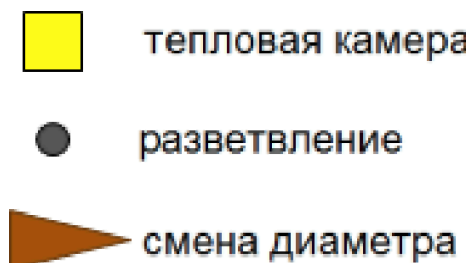 тепловая камера
разветвление
смена диаметра